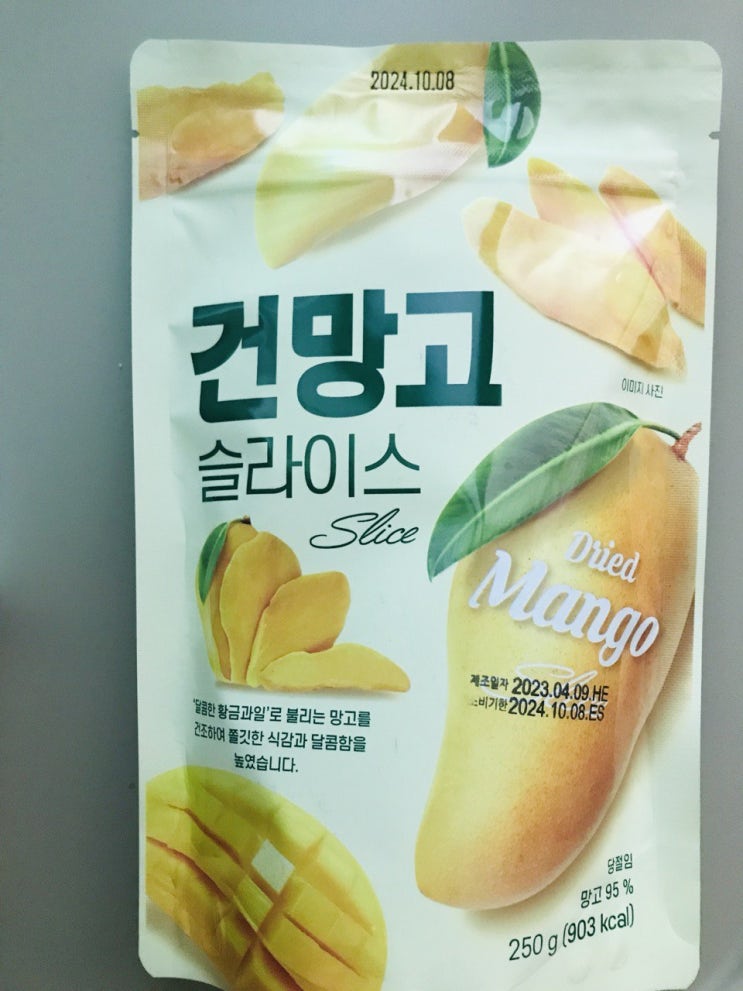 2024.10.08
건망고
슬라이스
Slice
이미지 사진
Dried
Mango
제조일자 2023.04.09.HE
소비기한 2024.10.08.ES
'달콤한 황금과일'로 불리는 망고를
건조하여 쫄깃한 식감과 달콤함을
높였습니다.
당절임
망고 95 %
250 g (903 kcal)